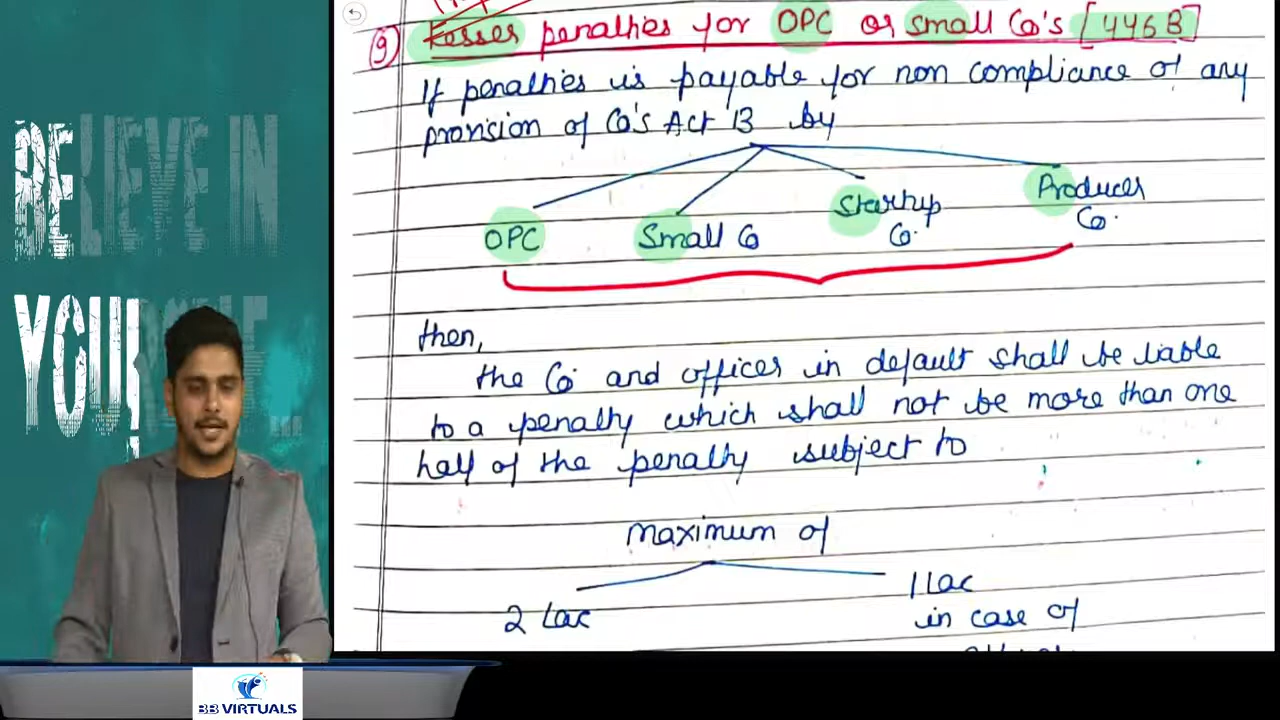 BELIEVE IN
YOURSELF
9) Lesser penalties for OPC or small Co's [446B]
If penalties is payable for non compliance of any
provision of Co's Act 13 by
OPC
Small Co
Startup
Co.
Producer
Co.
then,
the Co and officer in default shall be liable
to a penalty which shall not be more than one
half of the penalty subject to
maximum of
2 Lac
1 Lac
in case of
BB VIRTUALS